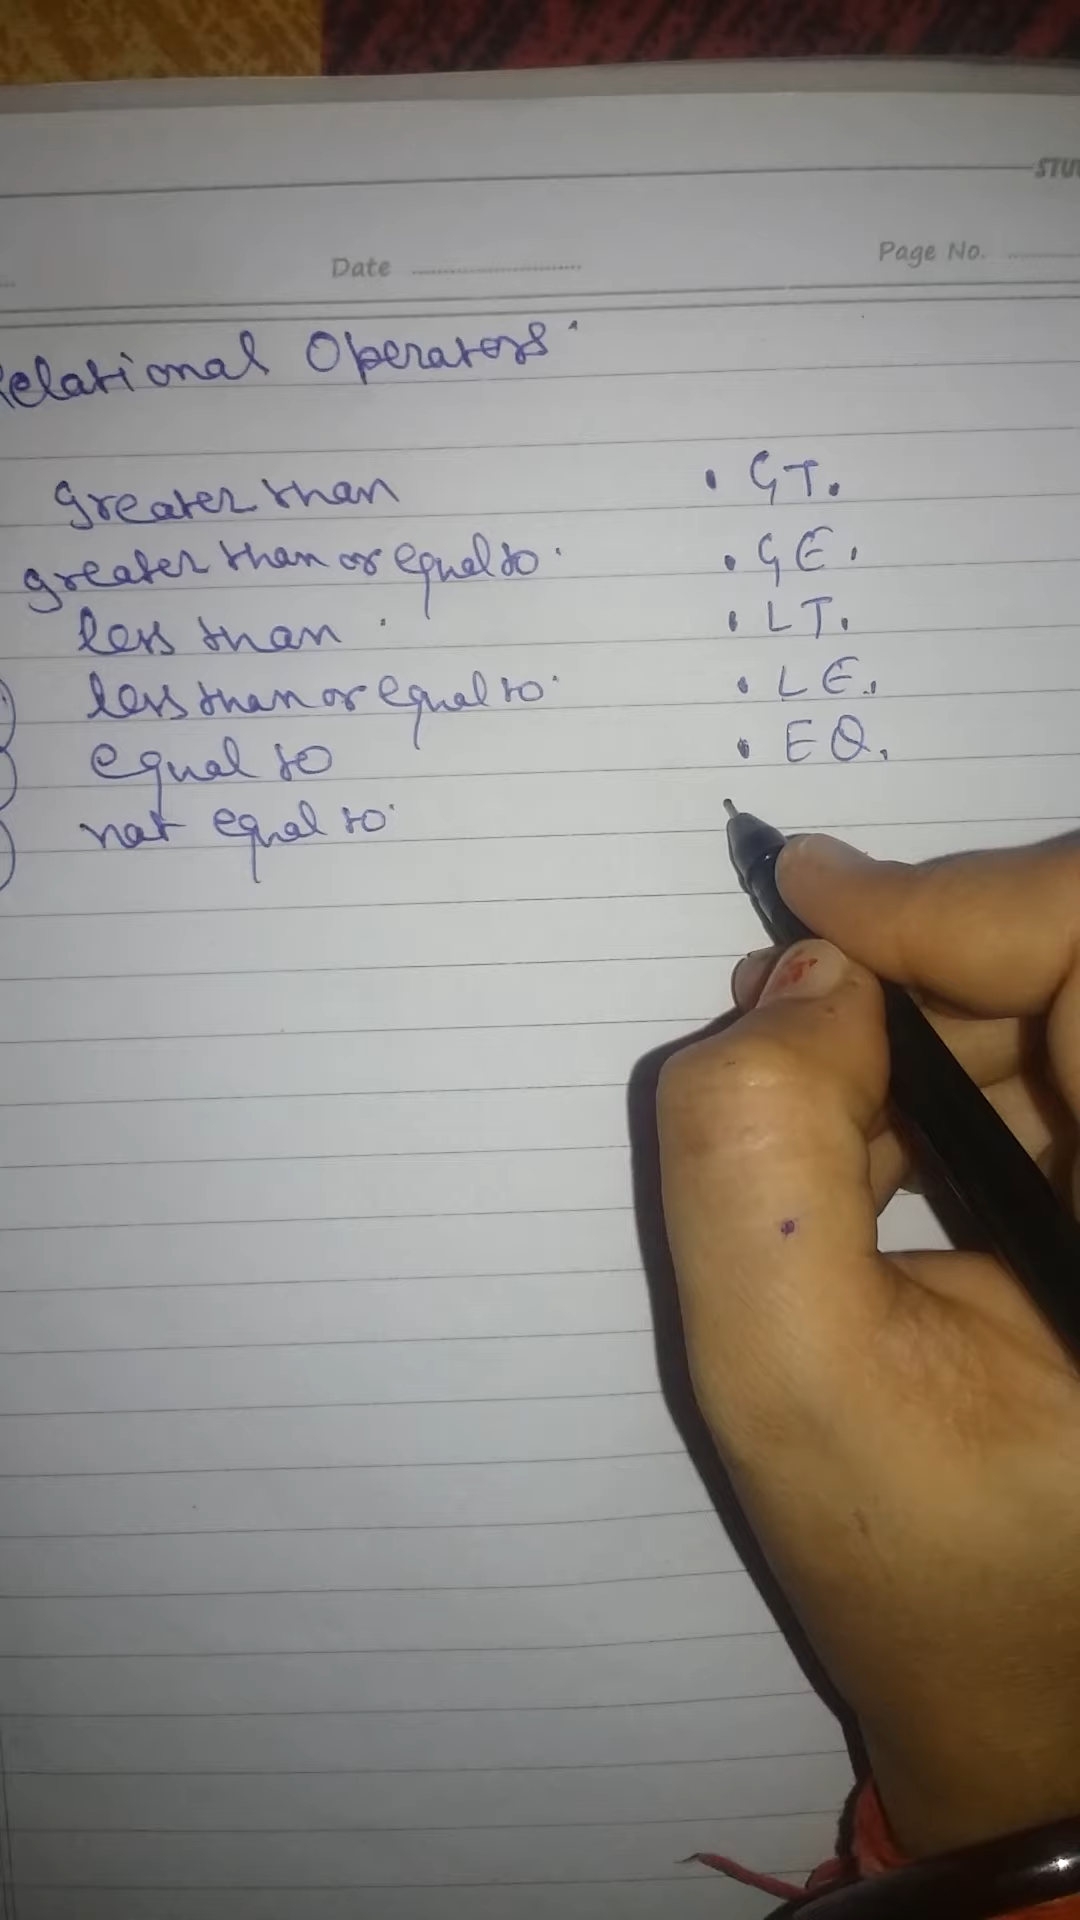 STU
Date
Page No.
Relational Operators
greater than .GT.
greater than or equal to .GE.
less than .LT.
less than or equal to .LE.
equal to .EQ.
not equal to